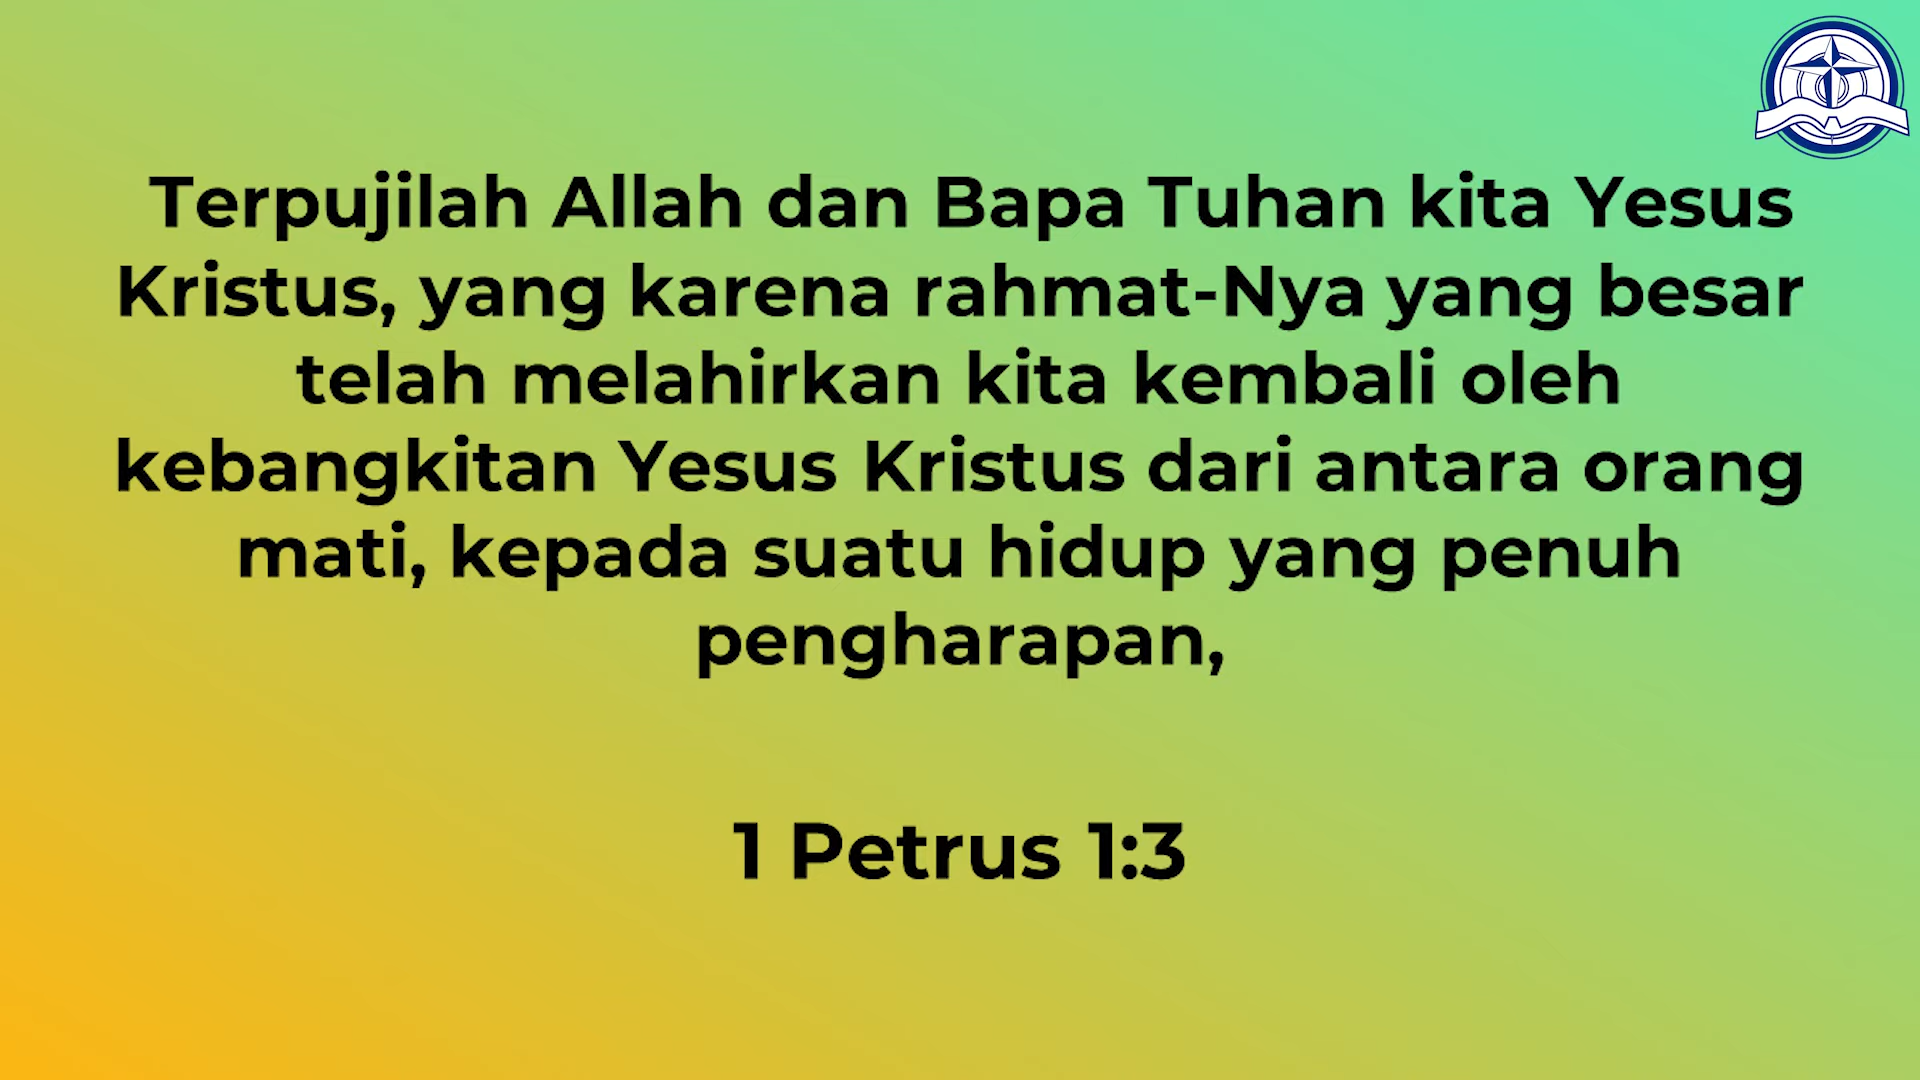 Terpujilah Allah dan Bapa Tuhan kita Yesus
Kristus, yang karena rahmat-Nya yang besar
telah melahirkan kita kembali oleh
kebangkitan Yesus Kristus dari antara orang
mati, kepada suatu hidup yang penuh
pengharapan,
1 Petrus 1:3